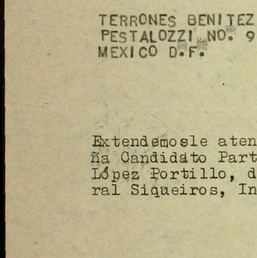 TERRONES BENITEZ
PESTALOZZI NO. 9
MEXICO D.F.
Extendemosle aten
ña Candidato Part
López Portillo, d
ral Siqueiros, In